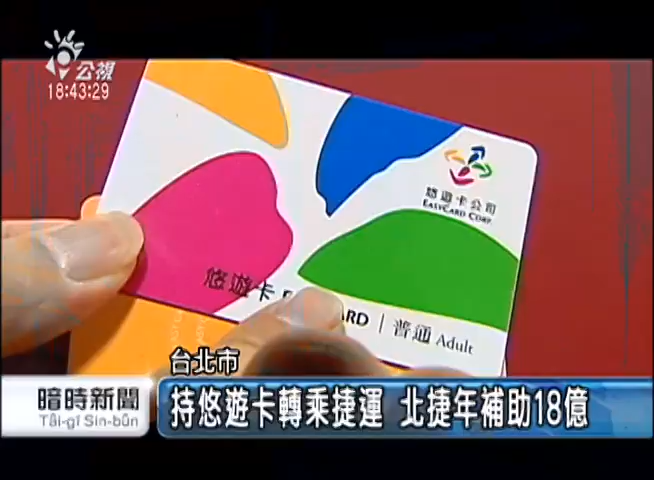 公視
18:43:29
悠遊卡公司
EASYCARD CORP.
悠遊卡
ARD | 普通 Adult
台北市
暗時新聞
Tâi-gí Sin-bûn
持悠遊卡轉乘捷運 北捷年補助18億